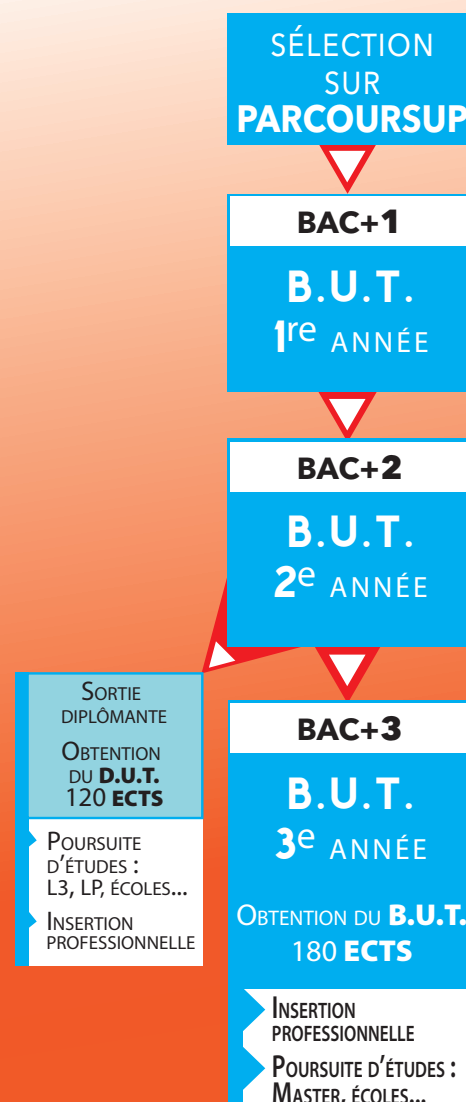 SÉLECTION
SUR
PARCOURSUP
BAC+1
B.U.T.
1re ANNÉE
BAC+2
B.U.T.
2e ANNÉE
SORTIE
DIPLÔMANTE
OBTENTION
DU D.U.T.
120 ECTS
POURSUITE
D'ÉTUDES :
L3, LP, ÉCOLES...
INSERTION
PROFESSIONNELLE
BAC+3
B.U.T.
3e ANNÉE
OBTENTION DU B.U.T.
180 ECTS
INSERTION
PROFESSIONNELLE
POURSUITE D'ÉTUDES :
MASTER, ÉCOLES...